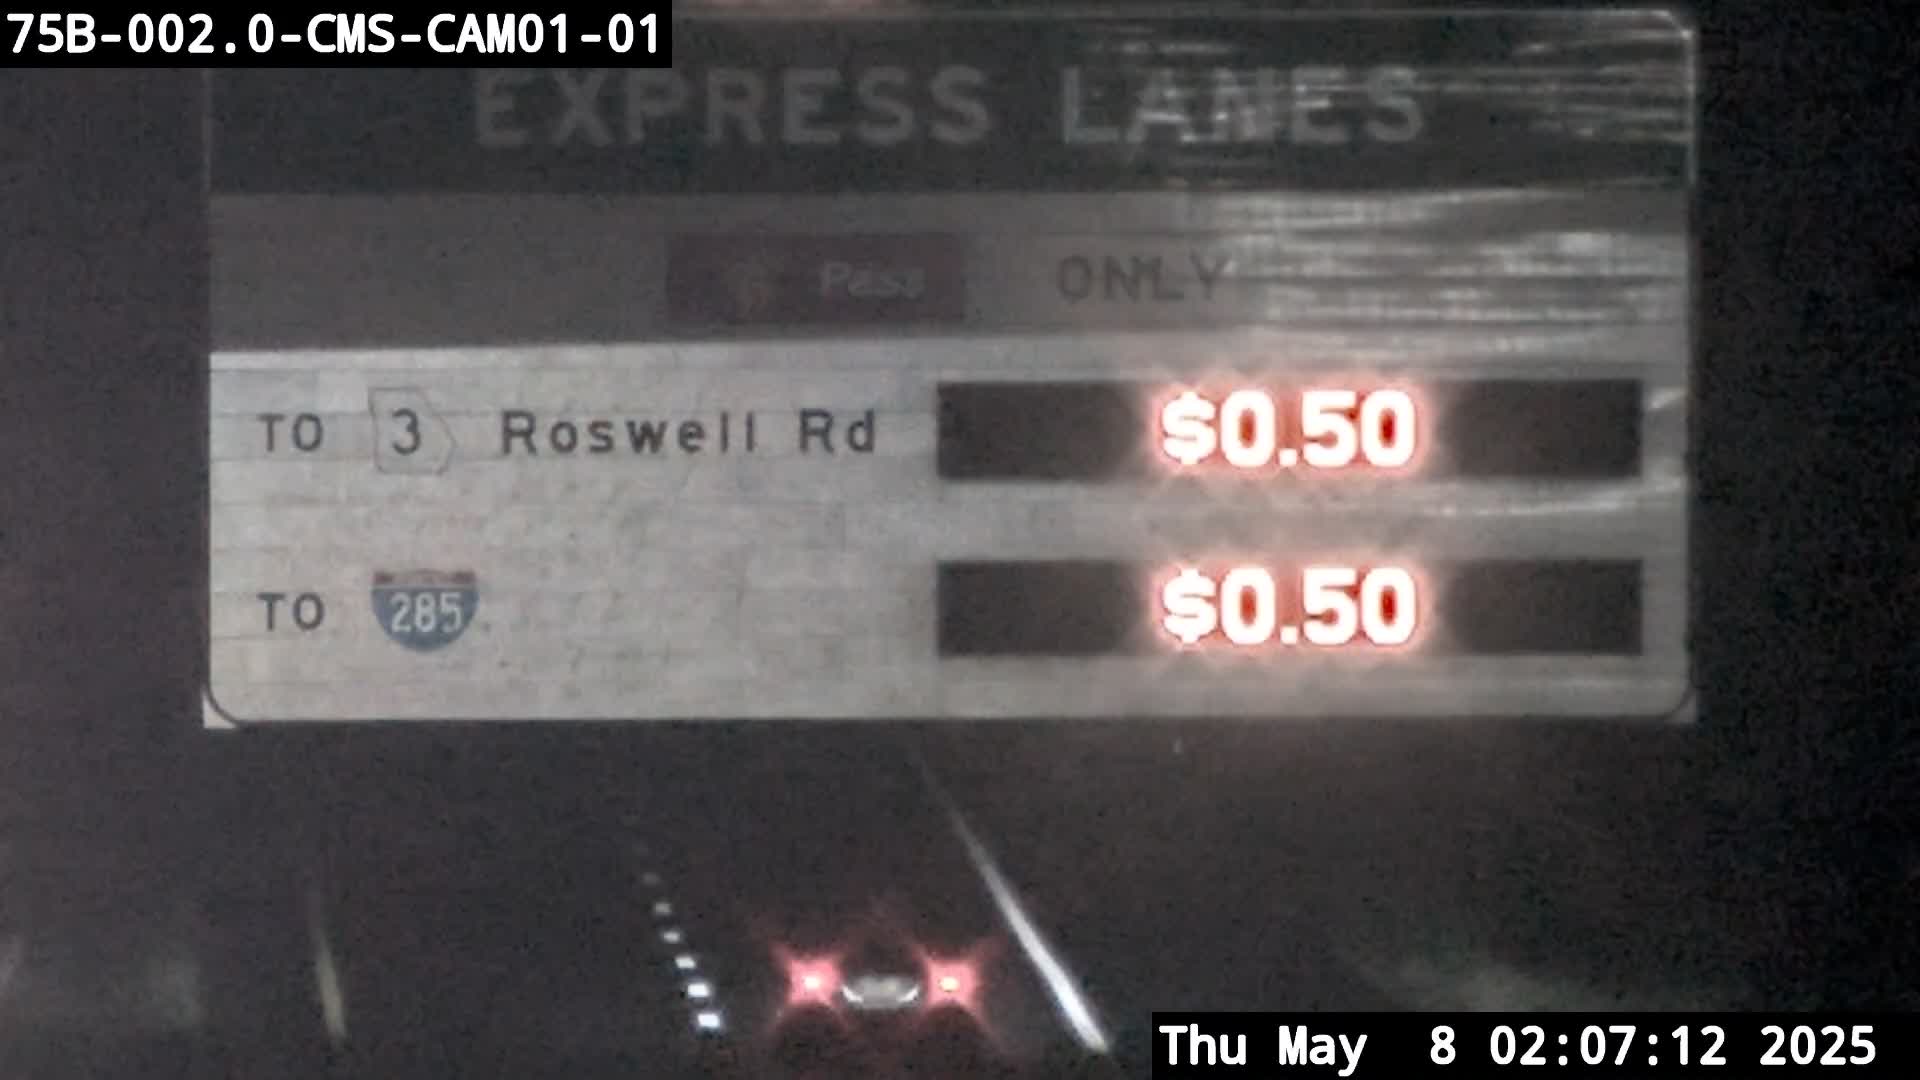 75B-002.0-CMS-CAM01-01
EXPRESS LANES
Pass ONLY
TO 3 Roswell Rd $0.50
TO 285 $0.50
Thu May 8 02:07:12 2025